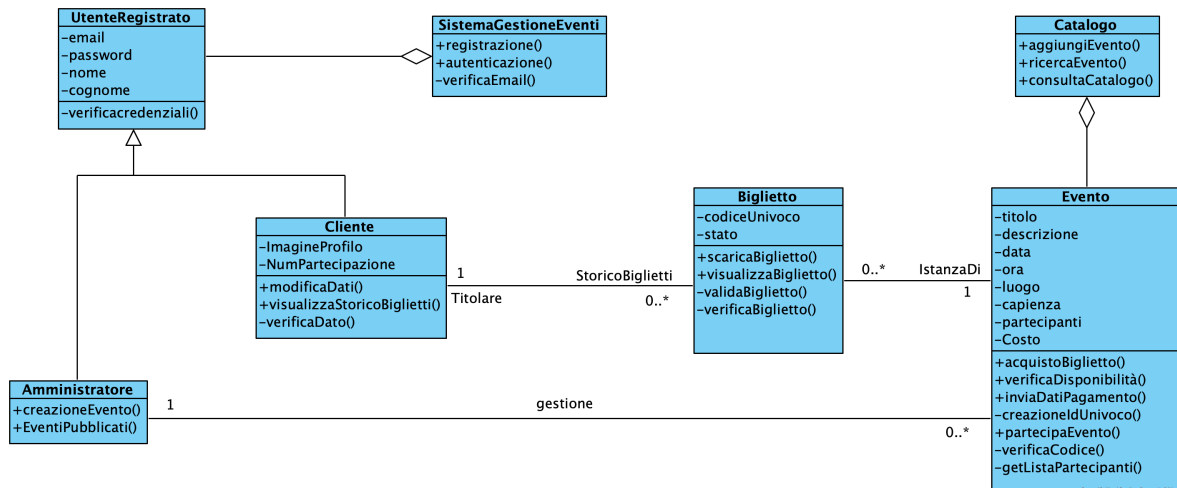 UtenteRegistrato
-email
-password
-nome
-cognome
-verificacredenziali()
SistemaGestioneEventi
+registrazione()
+autenticazione()
-verificaEmail()
Catalogo
+aggiungiEvento()
+ricercaEvento()
+consultaCatalogo()
Cliente
-ImagineProfilo
-NumPartecipazione
+modificaDati()
+visualizzaStoricoBiglietti()
-verificaDato()
1
Titolare
StoricoBiglietti
0..*
Biglietto
-codiceUnivoco
-stato
+scaricaBiglietto()
+visualizzaBiglietto()
-validaBiglietto()
-verificaBiglietto()
0..*
IstanzaDi
1
Evento
-titolo
-descrizione
-data
-ora
-luogo
-capienza
-partecipanti
-Costo
+acquistoBiglietto()
+verificaDisponibilità()
+inviaDatiPagamento()
-creazioneIdUnivoco()
+partecipaEvento()
-verificaCodice()
-getListaPartecipanti()
Amministratore
+creazioneEvento()
+EventiPubblicati()
1
gestione
0..*